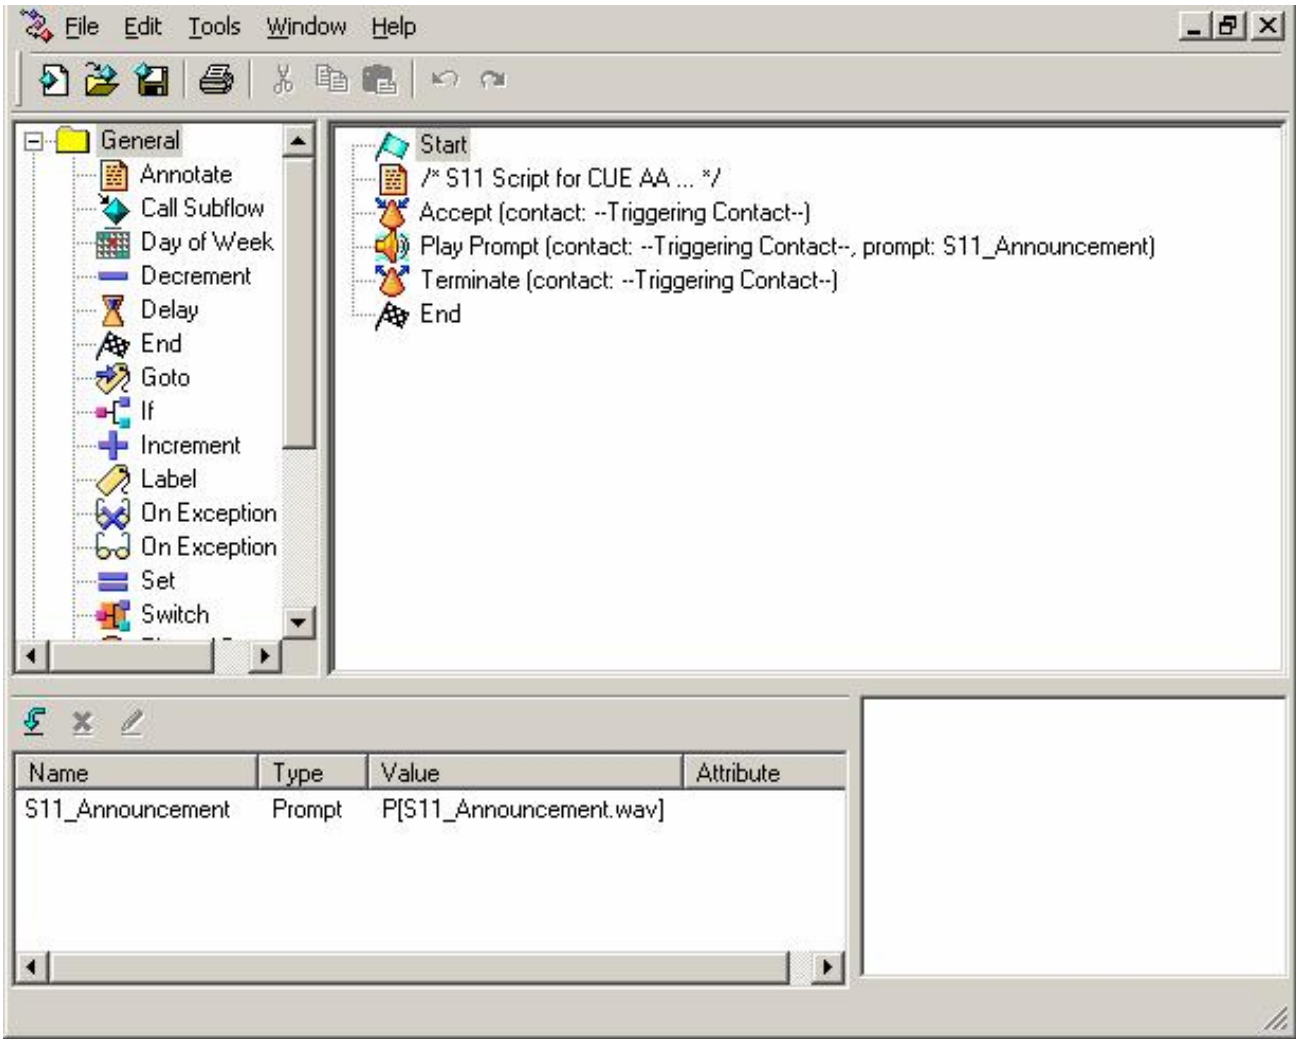 File Edit Tools Window Help
General
Annotate
Call Subflow
Day of Week
Decrement
Delay
End
Goto
If
Increment
Label
On Exception
On Exception
Set
Switch
Start
/* S11 Script for CUE AA ... */
Accept (contact: --Triggering Contact--)
Play Prompt (contact: --Triggering Contact--, prompt: S11_Announcement)
Terminate (contact: --Triggering Contact--)
End
Name Type Value Attribute
S11_Announcement Prompt P[S11_Announcement.wav]